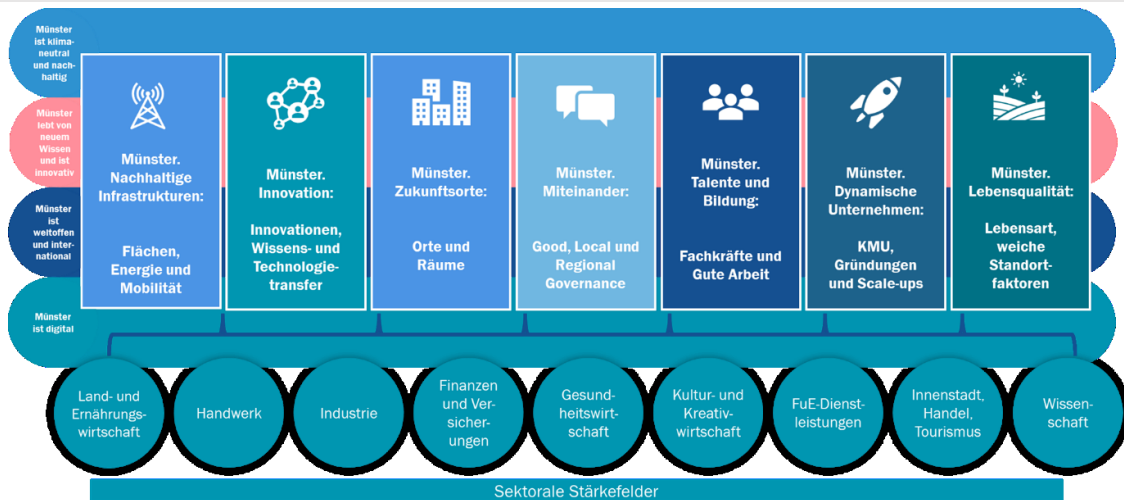 Münster
ist klima-
neutral
und nach-
haltig
Münster
lebt von
neuem
Wissen
und ist
innovativ
Münster
ist
weltoffen
und inter-
national
Münster
ist digital
Münster.
Nachhaltige
Infrastrukturen:
Flächen,
Energie und
Mobilität
Münster.
Innovation:
Innovationen,
Wissens- und
Technologie-
transfer
Münster.
Zukunftsorte:
Orte und
Räume
Münster.
Miteinander:
Good, Local und
Regional
Governance
Münster.
Talente und
Bildung:
Fachkräfte und
Gute Arbeit
Münster.
Dynamische
Unternehmen:
KMU,
Gründungen
und Scale-ups
Münster.
Lebensqualität:
Lebensart,
weiche
Standort-
faktoren
Land- und
Ernährungs-
wirtschaft
Handwerk
Industrie
Finanzen
und Ver-
sicher-
ungen
Gesund-
heitswirt-
schaft
Kultur- und
Kreativ-
wirtschaft
FuE-Dienst-
leistungen
Innenstadt,
Handel,
Tourismus
Wissen-
schaft
Sektorale Stärkefelder